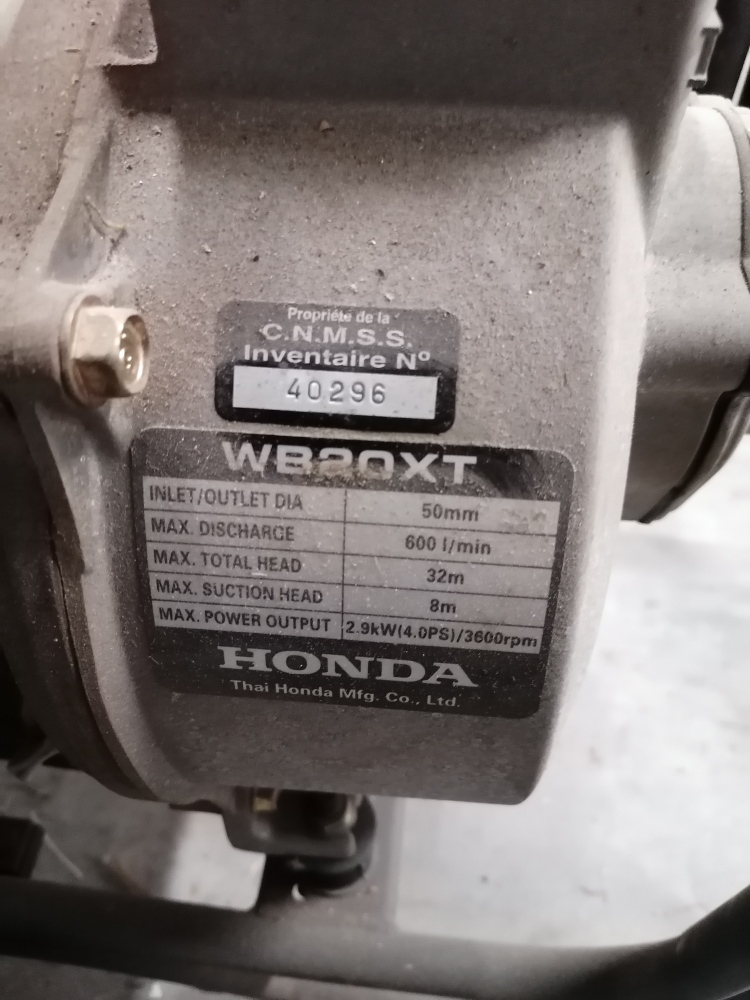 Propriété de la
C.N.M.S.S.
Inventaire Nº
40296
WB20XT
INLET/OUTLET DIA 50mm
MAX. DISCHARGE 600 l/min
MAX. TOTAL HEAD 32m
MAX. SUCTION HEAD 8m
MAX. POWER OUTPUT 2.9kW(4.0PS)/3600rpm
HONDA
Thai Honda Mfg. Co., Ltd.